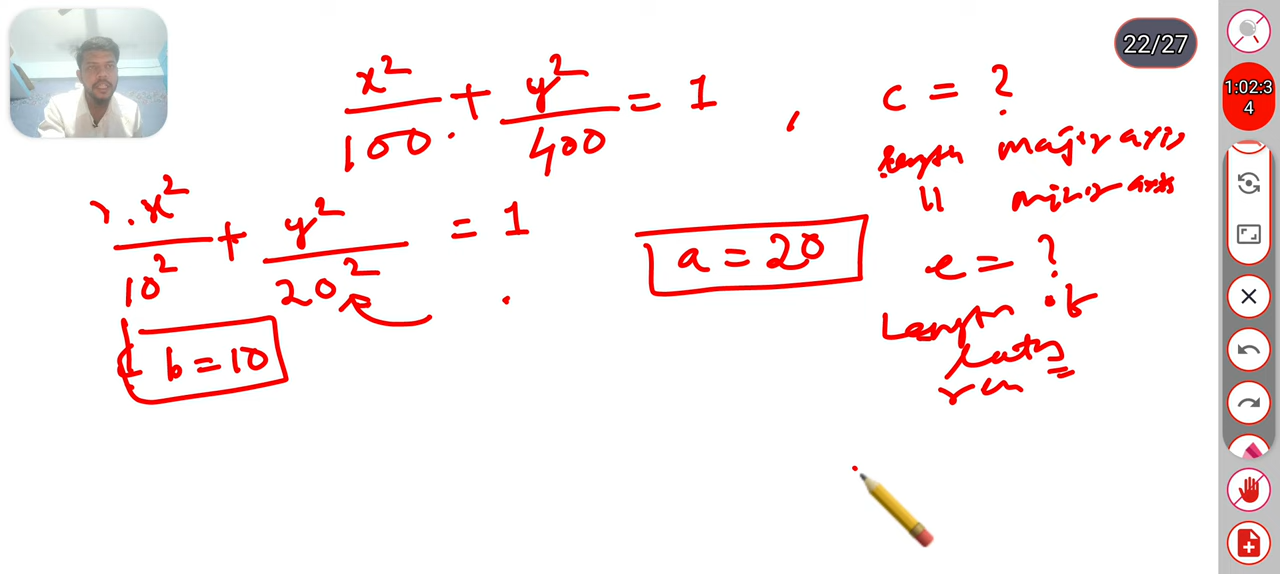 22/27
1:02:34
x²/100 + y²/400 = 1 , c = ?
length major axis
11 minor axis
x²/10² + y²/20² = 1
a = 20
e = ?
b = 10
Length of
Latus